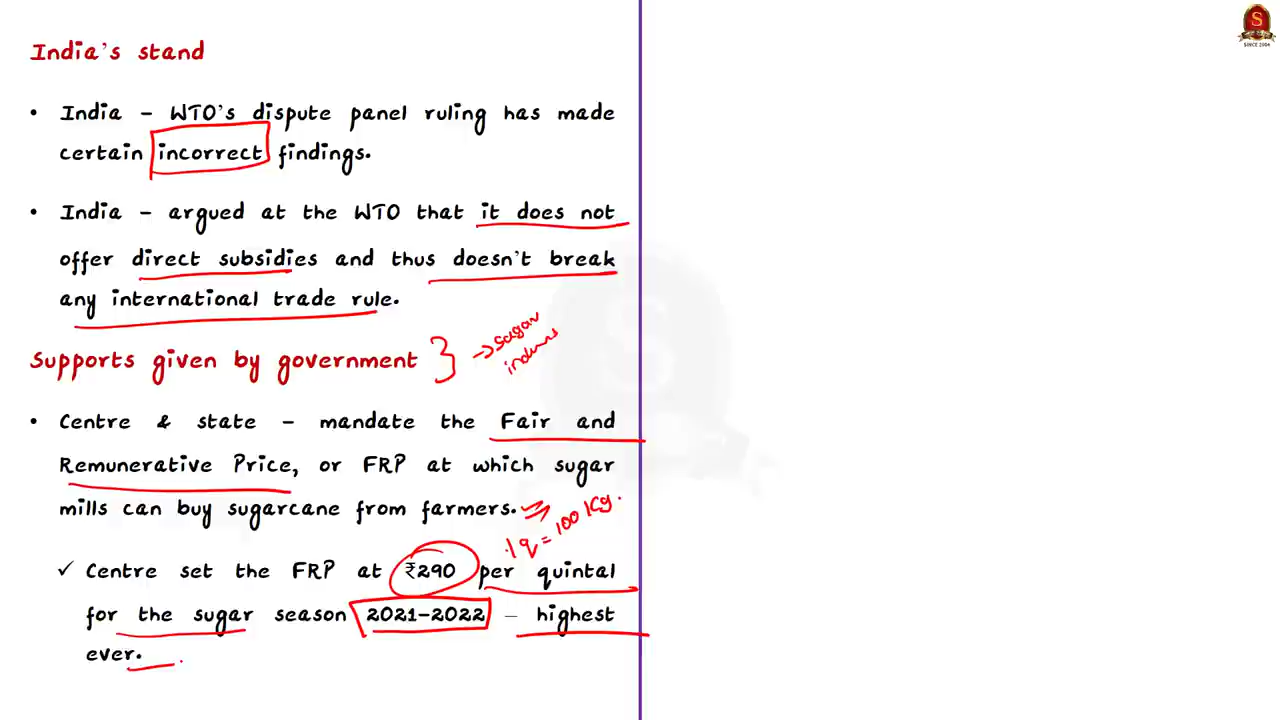 India's stand
• India - WTO's dispute panel ruling has made
certain incorrect findings.
• India - argued at the WTO that it does not
offer direct subsidies and thus doesn't break
any international trade rule.
Supports given by government
→ sugar
• Centre & state - mandate the Fair and
Remunerative Price, or FRP at which sugar
mills can buy sugarcane from farmers.
1q = 100 kg.
✓ Centre set the FRP at ₹290 per quintal
for the sugar season 2021-2022 - highest
ever.
S
SINCE 2004